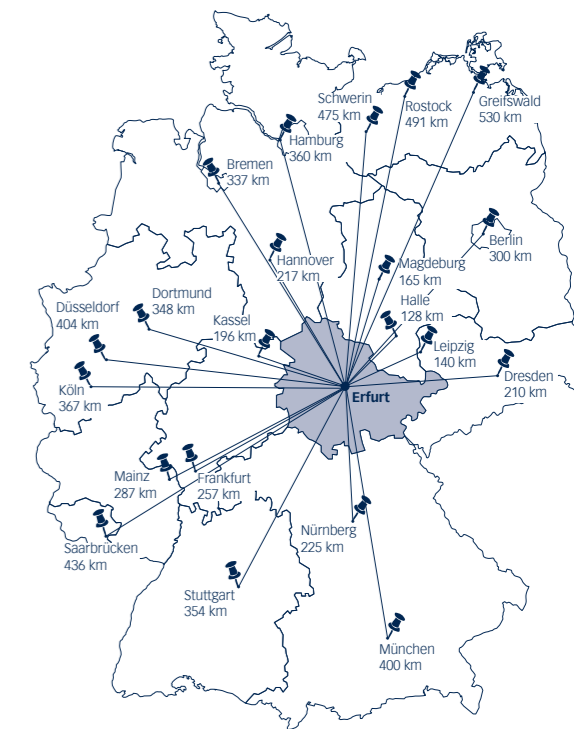 Schwerin
475 km
Rostock
491 km
Greifswald
530 km
Hamburg
360 km
Bremen
337 km
Berlin
300 km
Hannover
217 km
Magdeburg
165 km
Dortmund
348 km
Düsseldorf
404 km
Kassel
196 km
Halle
128 km
Leipzig
140 km
Dresden
210 km
Köln
367 km
Erfurt
Mainz
287 km
Frankfurt
257 km
Saarbrücken
436 km
Nürnberg
225 km
Stuttgart
354 km
München
400 km